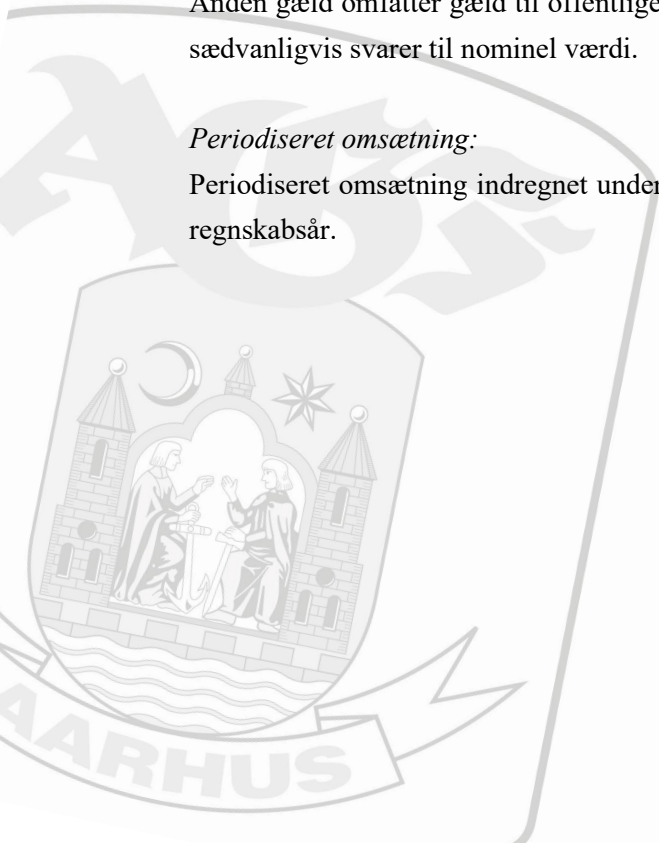 Anden gæld omfatter gæld til offentlige
sædvanligvis svarer til nominel værdi.
Periodiseret omsætning:
Periodiseret omsætning indregnet under
regnskabsår.
AGF
AARHUS